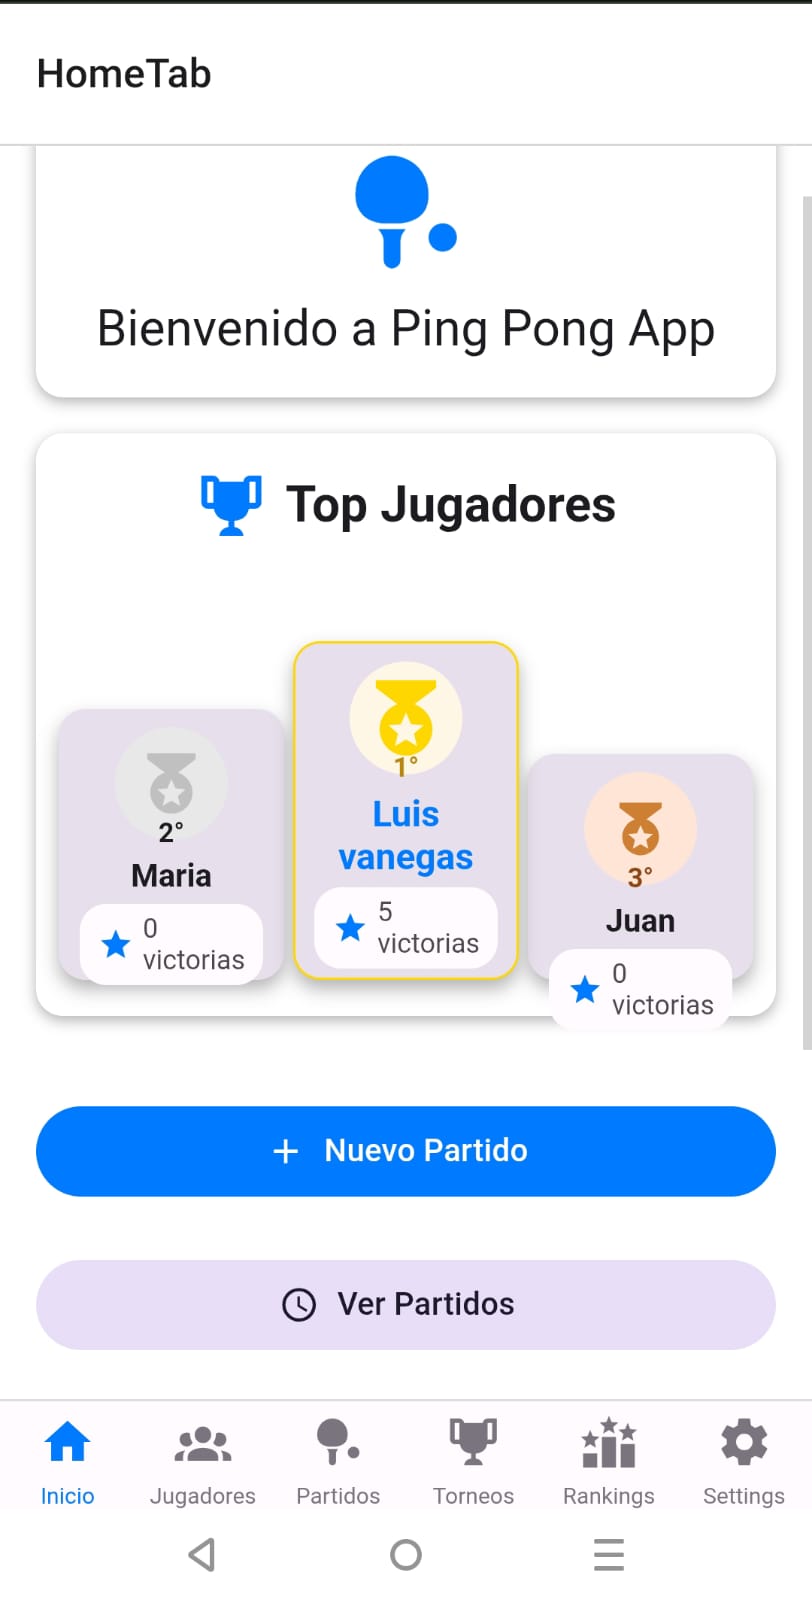 HomeTab
Bienvenido a Ping Pong App
Top Jugadores
2°
Maria
0
victorias
1°
Luis
vanegas
5
victorias
3°
Juan
0
victorias
Nuevo Partido
Ver Partidos
Inicio
Jugadores
Partidos
Torneos
Rankings
Settings